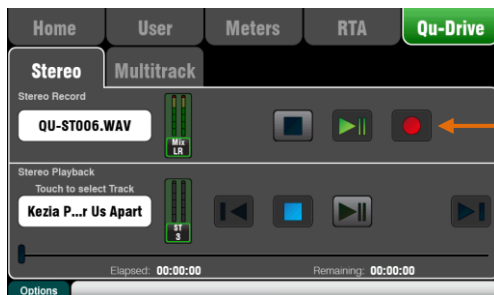 Home User Meters RTA Qu-Drive
Stereo Multitrack
Stereo Record
QU-ST006.WAV
Mix
LR
Stereo Playback
Touch to select Track
Kezia P...r Us Apart
ST
3
Elapsed: 00:00:00 Remaining: 00:00:00
Options